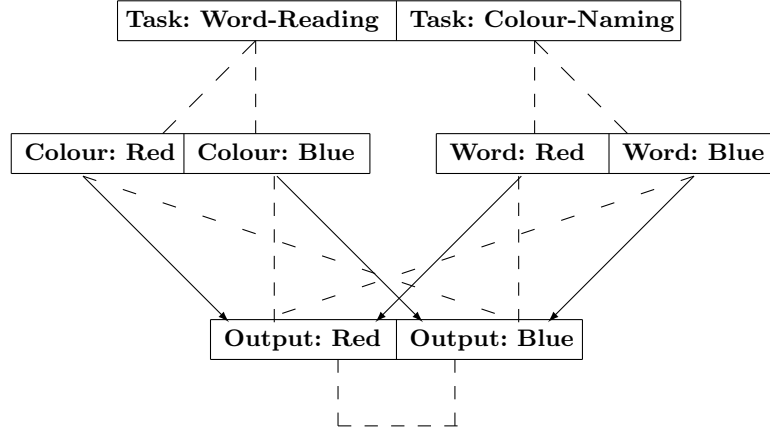 Task: Word-Reading Task: Colour-Naming
Colour: Red Colour: Blue Word: Red Word: Blue
Output: Red Output: Blue